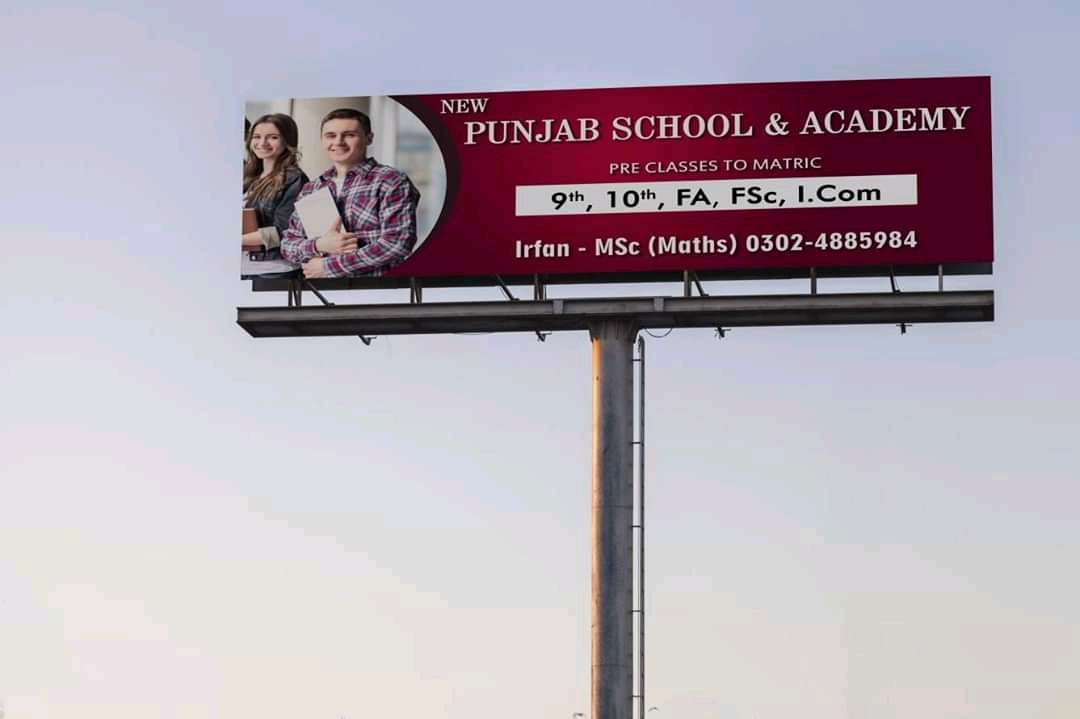 NEW
PUNJAB SCHOOL & ACADEMY
PRE CLASSES TO MATRIC
9th, 10th, FA, FSc, I.Com
Irfan - MSc (Maths) 0302-4885984